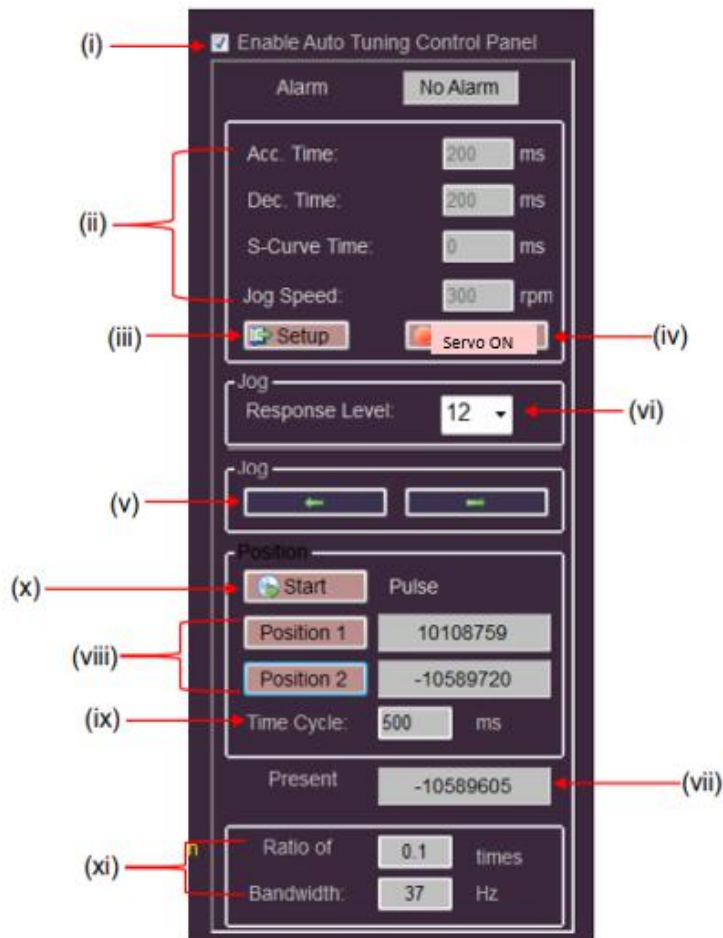 (i) Enable Auto Tuning Control Panel
Alarm No Alarm
Acc. Time: 200 ms
(ii) Dec. Time: 200 ms
S-Curve Time: 0 ms
Jog Speed: 300 rpm
(iii) Setup Servo ON (iv)
Jog
Response Level: 12 (vi)
Jog
(v)
Position
(x) Start Pulse
Position 1 10108759
(viii)
Position 2 -10589720
(ix) Time Cycle: 500 ms
Present -10589605 (vii)
n Ratio of 0.1 times
(xi)
Bandwidth: 37 Hz